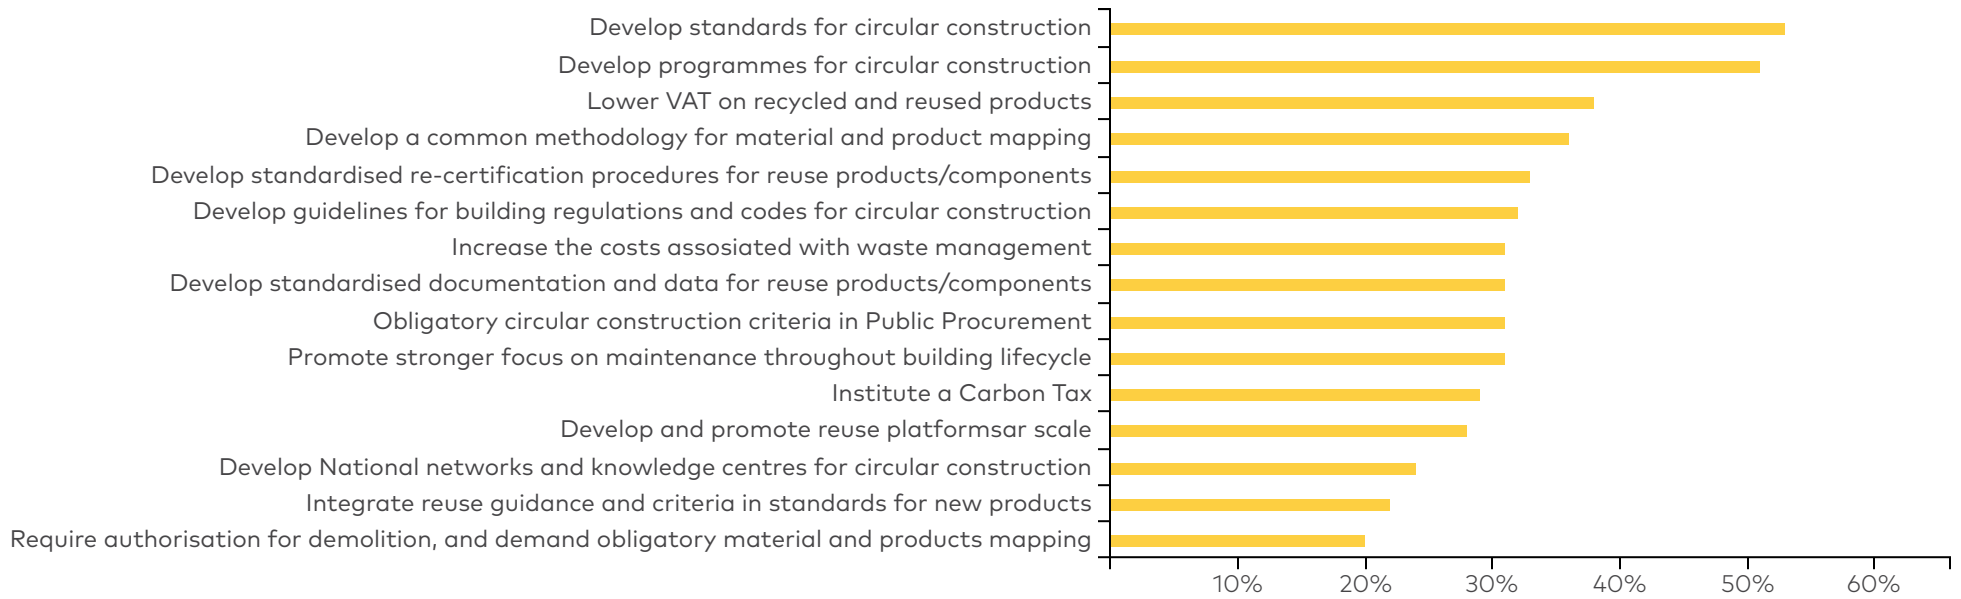 Develop standards for circular construction
Develop programmes for circular construction
Lower VAT on recycled and reused products
Develop a common methodology for material and product mapping
Develop standardised re-certification procedures for reuse products/components
Develop guidelines for building regulations and codes for circular construction
Increase the costs assosiated with waste management
Develop standardised documentation and data for reuse products/components
Obligatory circular construction criteria in Public Procurement
Promote stronger focus on maintenance throughout building lifecycle
Institute a Carbon Tax
Develop and promote reuse platformsar scale
Develop National networks and knowledge centres for circular construction
Integrate reuse guidance and criteria in standards for new products
Require authorisation for demolition, and demand obligatory material and products mapping
10% 20% 30% 40% 50% 60%